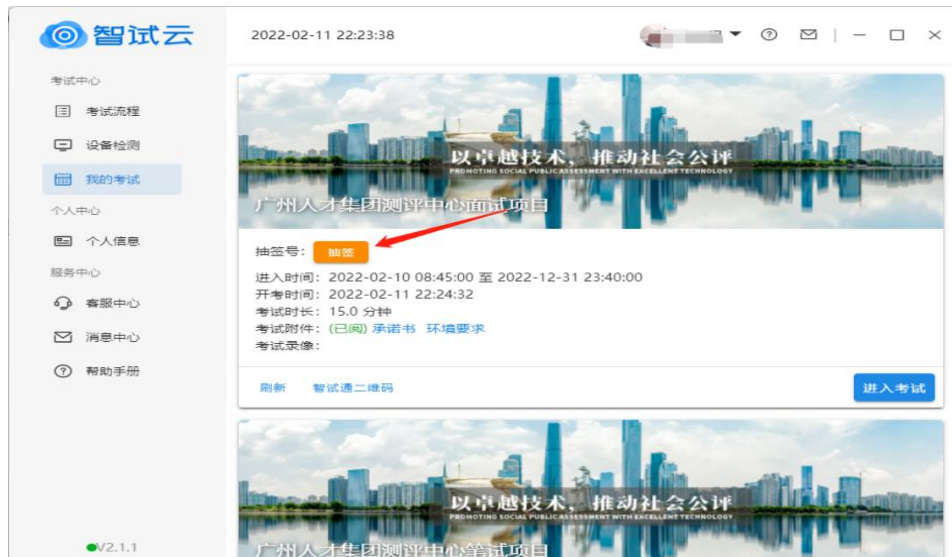 智试云
2022-02-11 22:23:38
考试中心
考试流程
设备检测
我的考试
个人中心
个人信息
服务中心
客服中心
消息中心
帮助手册
V2.1.1
以卓越技术，推动社会公评
PROMOTING SOCIAL PUBLIC ASSESSMENT WITH EXCELLENT TECHNOLOGY
广州人才集团测评中心面试项目
抽签号： 抽签
进入时间：2022-02-10 08:45:00 至 2022-12-31 23:40:00
开考时间：2022-02-11 22:24:32
考试时长：15.0 分钟
考试附件：(已阅) 承诺书 环境要求
考试录像：
刷新 智试通二维码 进入考试
以卓越技术，推动社会公评
PROMOTING SOCIAL PUBLIC ASSESSMENT WITH EXCELLENT TECHNOLOGY
广州人才集团测评中心笔试项目